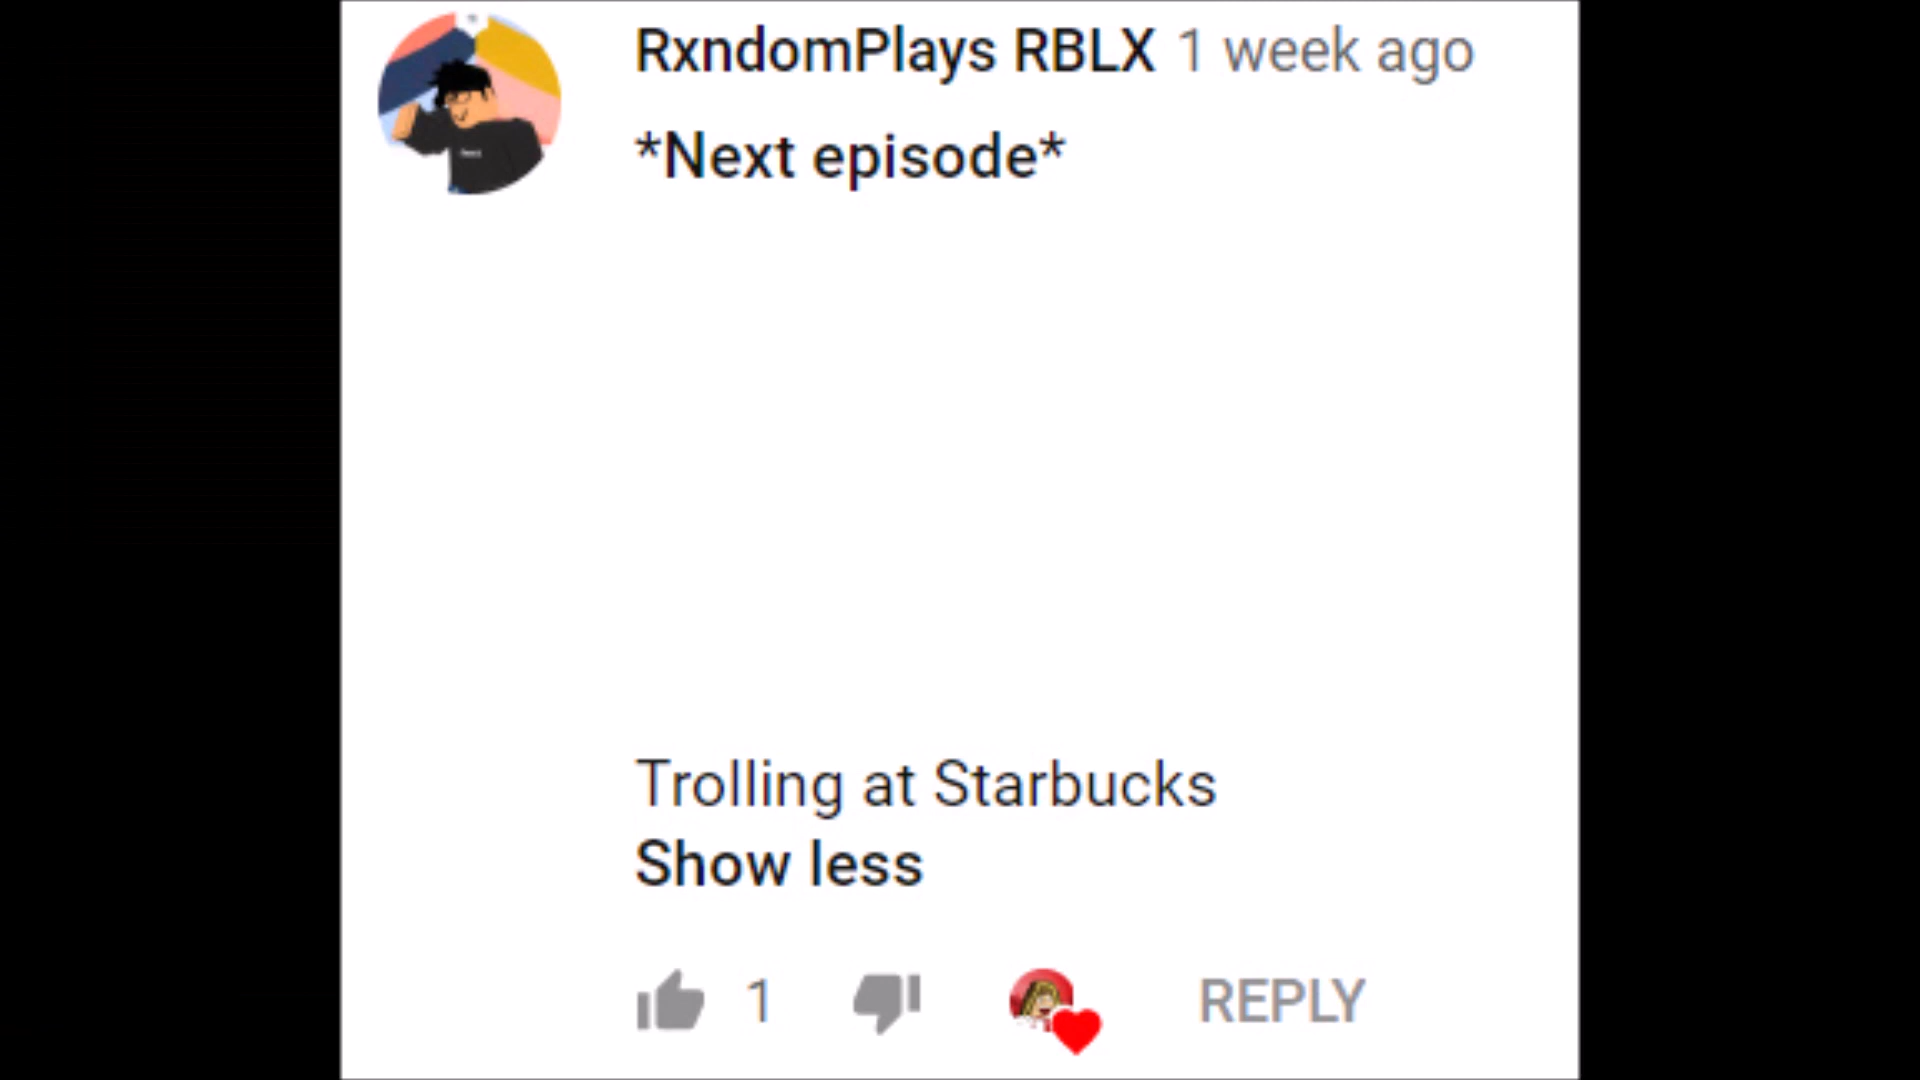 RxndomPlays RBLX 1 week ago
*Next episode*
Trolling at Starbucks
Show less
1 REPLY